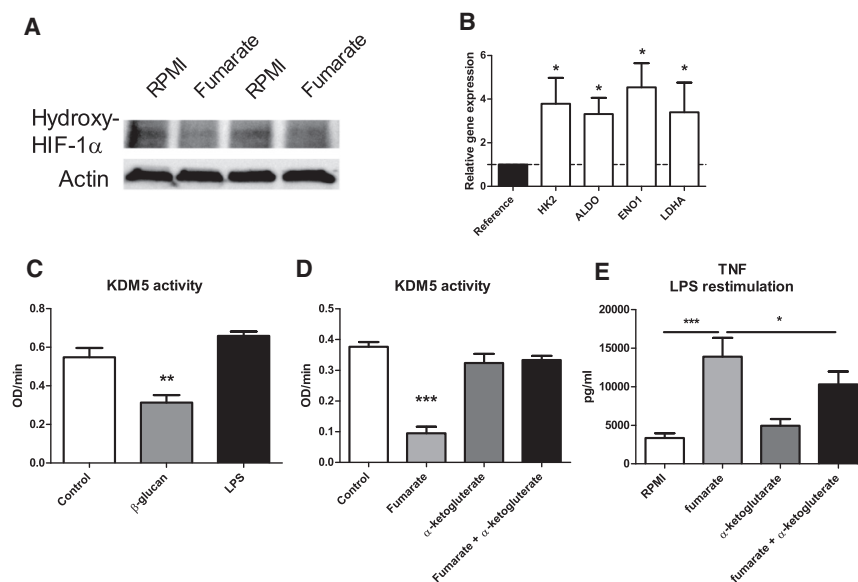 A
RPMI
Fumarate
RPMI
Fumarate
Hydroxy-
HIF-1α
Actin
B
Relative gene expression
6
4
2
0
*
*
*
*
Reference
HK2
ALDO
ENO1
LDHA
C
KDM5 activity
OD/min
0.8
0.6
0.4
0.2
0.0
**
Control
β-glucan
LPS
D
KDM5 activity
OD/min
0.5
0.4
0.3
0.2
0.1
0.0
***
Control
Fumarate
α-ketogluterate
Fumarate + α-ketogluterate
E
TNF
LPS restimulation
pg/ml
20000
15000
10000
5000
0
***
*
RPMI
fumarate
α-ketoglutarate
fumarate + α-ketogluterate